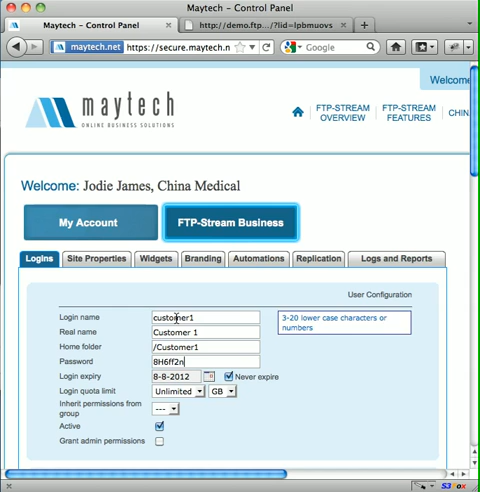 Maytech - Control Panel
Maytech - Control Panel
http://demo.ftp.../?lid=lpbmuovs
maytech.net
https://secure.maytech.n
Google
Welcome
maytech
ONLINE BUSINESS SOLUTIONS
FTP-STREAM OVERVIEW
FTP-STREAM FEATURES
CHIN
Welcome: Jodie James, China Medical
My Account
FTP-Stream Business
Logins
Site Properties
Widgets
Branding
Automations
Replication
Logs and Reports
User Configuration
Login name customer1
3-20 lower case characters or numbers
Real name Customer 1
Home folder /Customer1
Password 8H6ff2n
Login expiry 8-8-2012 Never expire
Login quota limit Unlimited GB
Inherit permissions from group ---
Active
Grant admin permissions
S3Fox